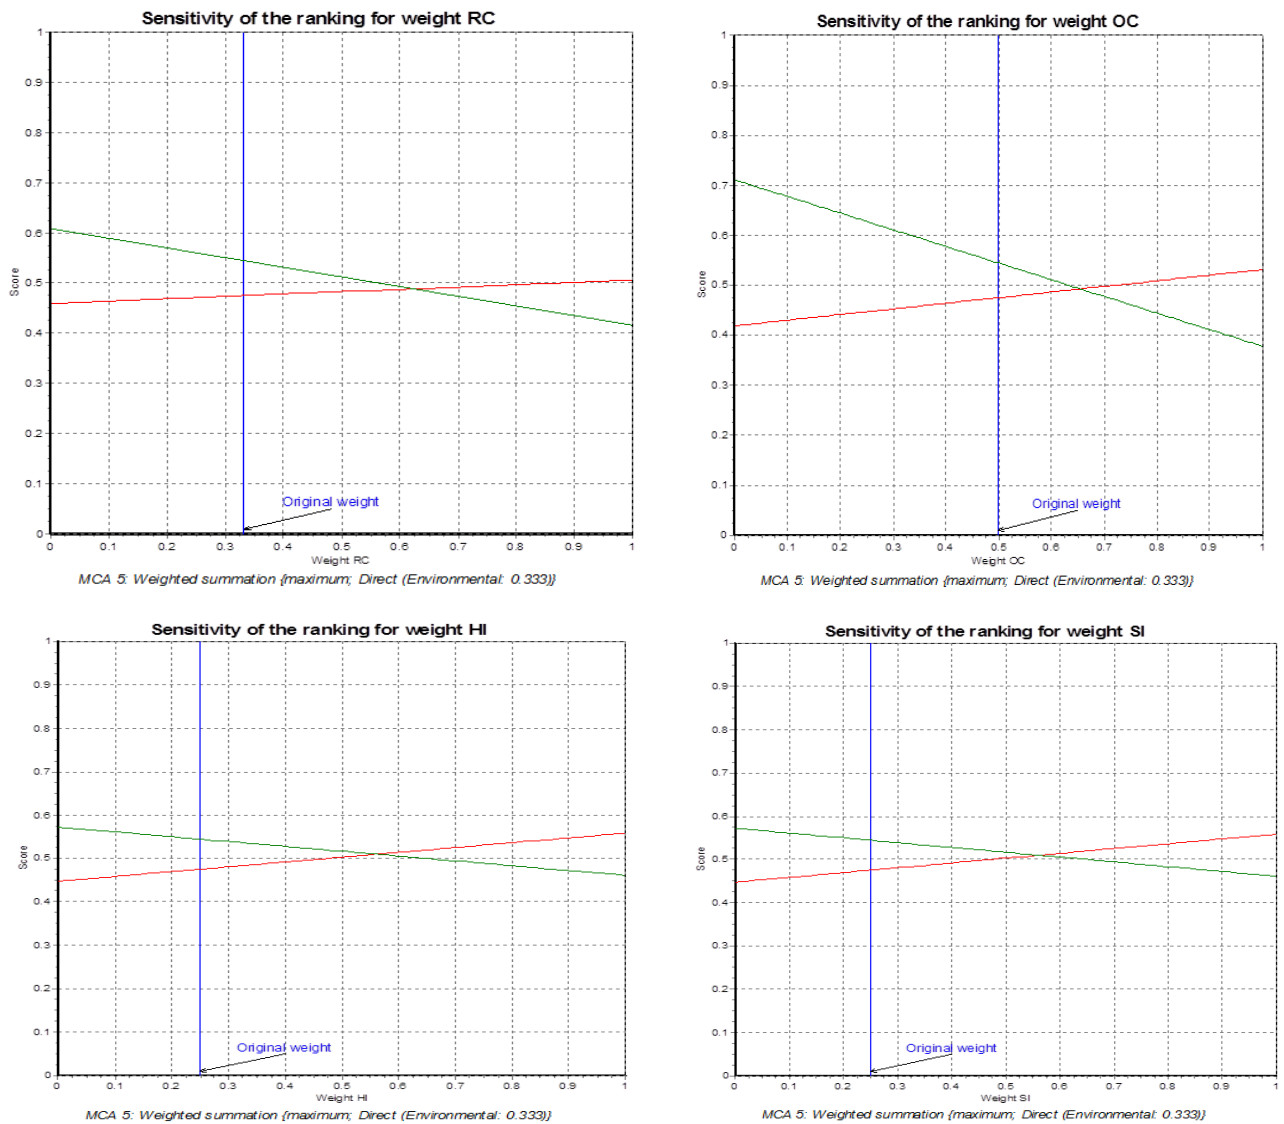 Sensitivity of the ranking for weight RC
1
0.9
0.8
0.7
0.6
0.5
0.4
0.3
0.2
0.1
0
Score
Original weight
0 0.1 0.2 0.3 0.4 0.5 0.6 0.7 0.8 0.9 1
Weight RC
MCA 5: Weighted summation {maximum; Direct (Environmental: 0.333)}
Sensitivity of the ranking for weight OC
1
0.9
0.8
0.7
0.6
0.5
0.4
0.3
0.2
0.1
0
Score
Original weight
0 0.1 0.2 0.3 0.4 0.5 0.6 0.7 0.8 0.9 1
Weight OC
MCA 5: Weighted summation {maximum; Direct (Environmental: 0.333)}
Sensitivity of the ranking for weight HI
1
0.9
0.8
0.7
0.6
0.5
0.4
0.3
0.2
0.1
0
Score
Original weight
0 0.1 0.2 0.3 0.4 0.5 0.6 0.7 0.8 0.9 1
Weight HI
MCA 5: Weighted summation {maximum; Direct (Environmental: 0.333)}
Sensitivity of the ranking for weight SI
1
0.9
0.8
0.7
0.6
0.5
0.4
0.3
0.2
0.1
0
Score
Original weight
0 0.1 0.2 0.3 0.4 0.5 0.6 0.7 0.8 0.9 1
Weight SI
MCA 5: Weighted summation {maximum; Direct (Environmental: 0.333)}